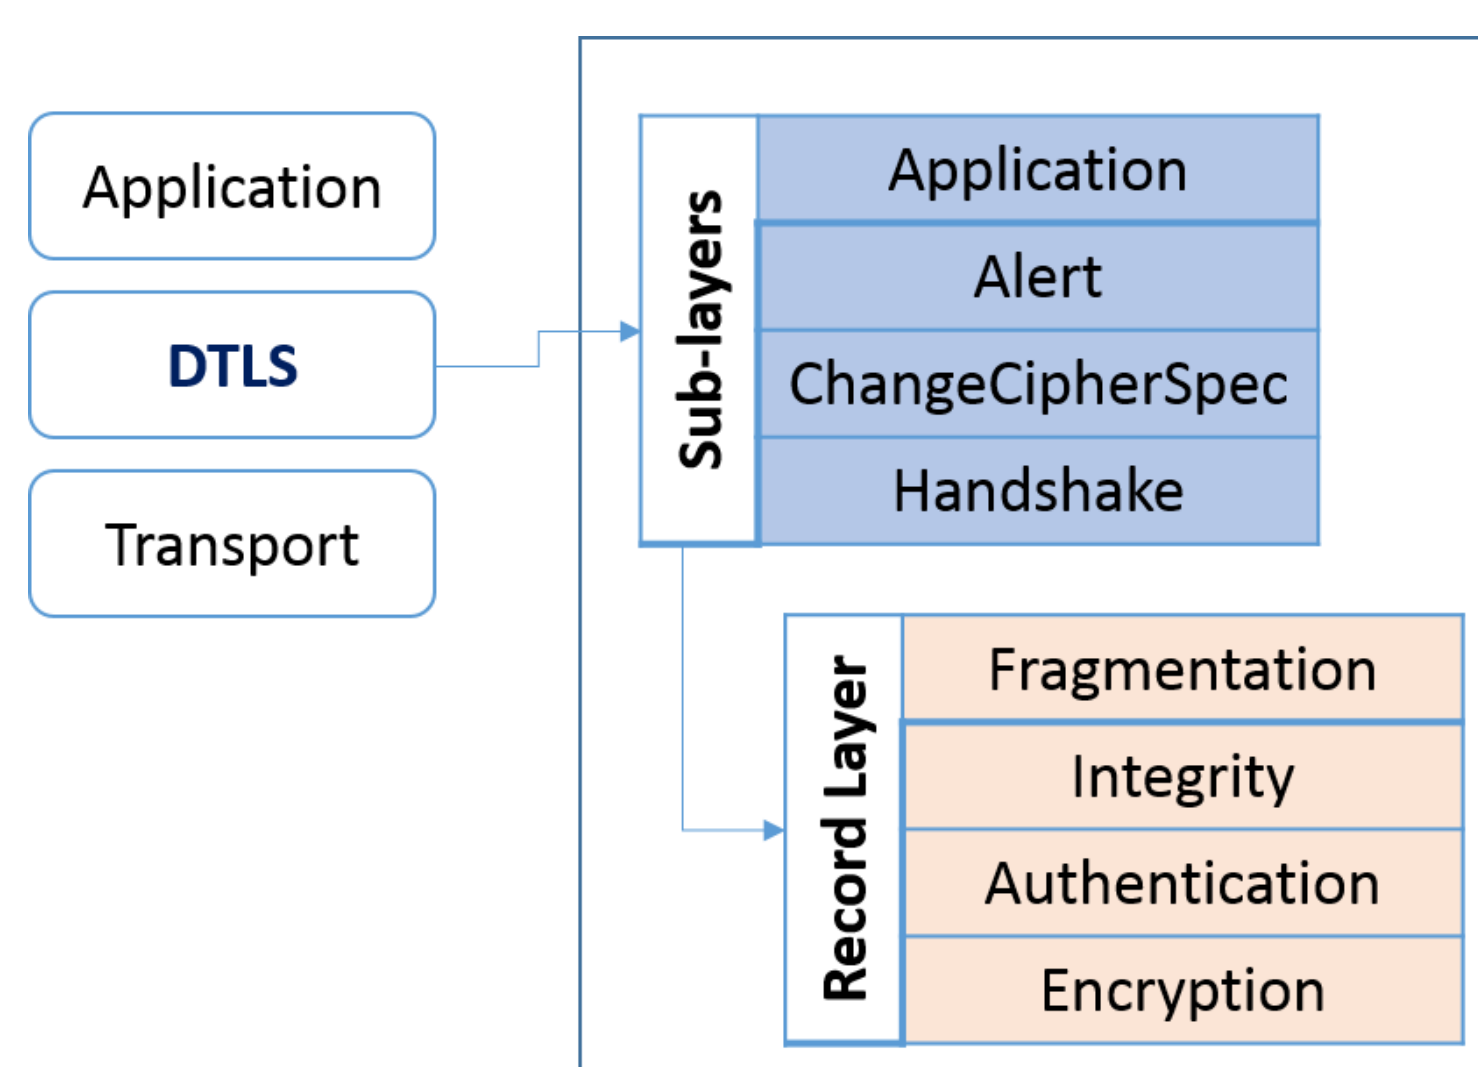 Application
DTLS
Transport
Sub-layers
Application
Alert
ChangeCipherSpec
Handshake
Record Layer
Fragmentation
Integrity
Authentication
Encryption